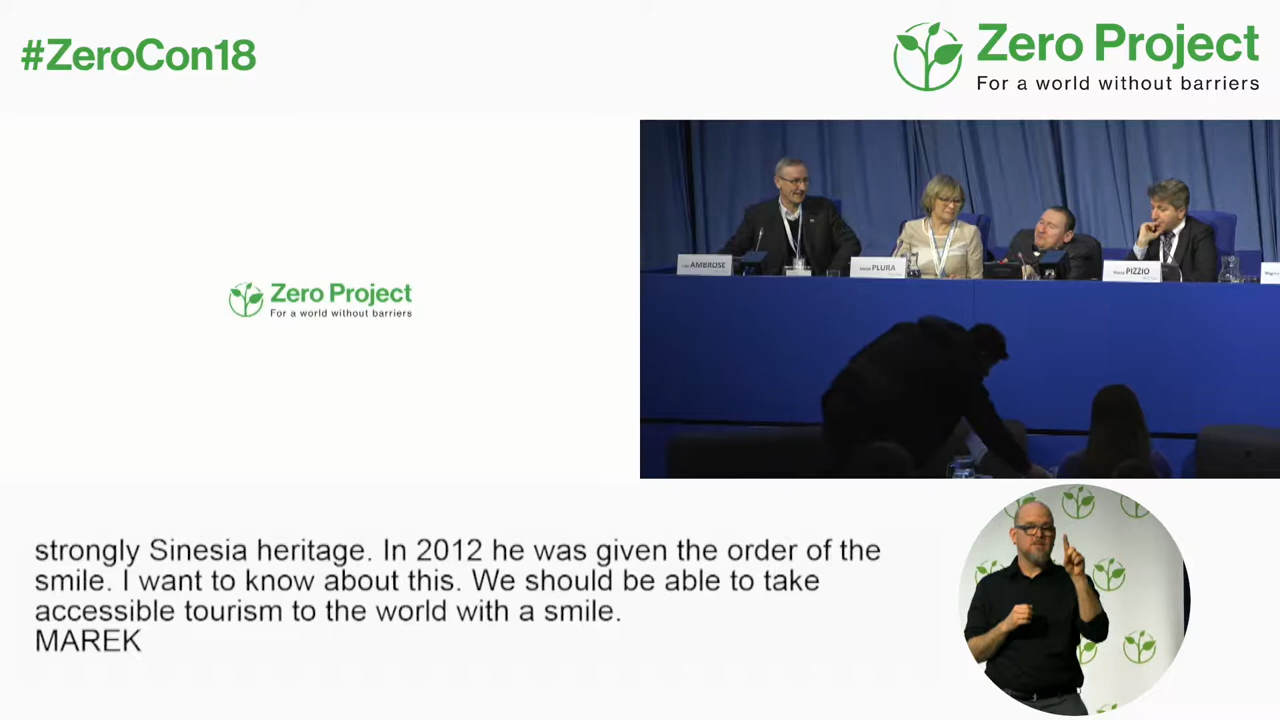 #ZeroCon18
Zero Project
For a world without barriers
Zero Project
For a world without barriers
AMBROSE
PLURA
PIZZIO
strongly Sinesia heritage. In 2012 he was given the order of the
smile. I want to know about this. We should be able to take
accessible tourism to the world with a smile.
MAREK